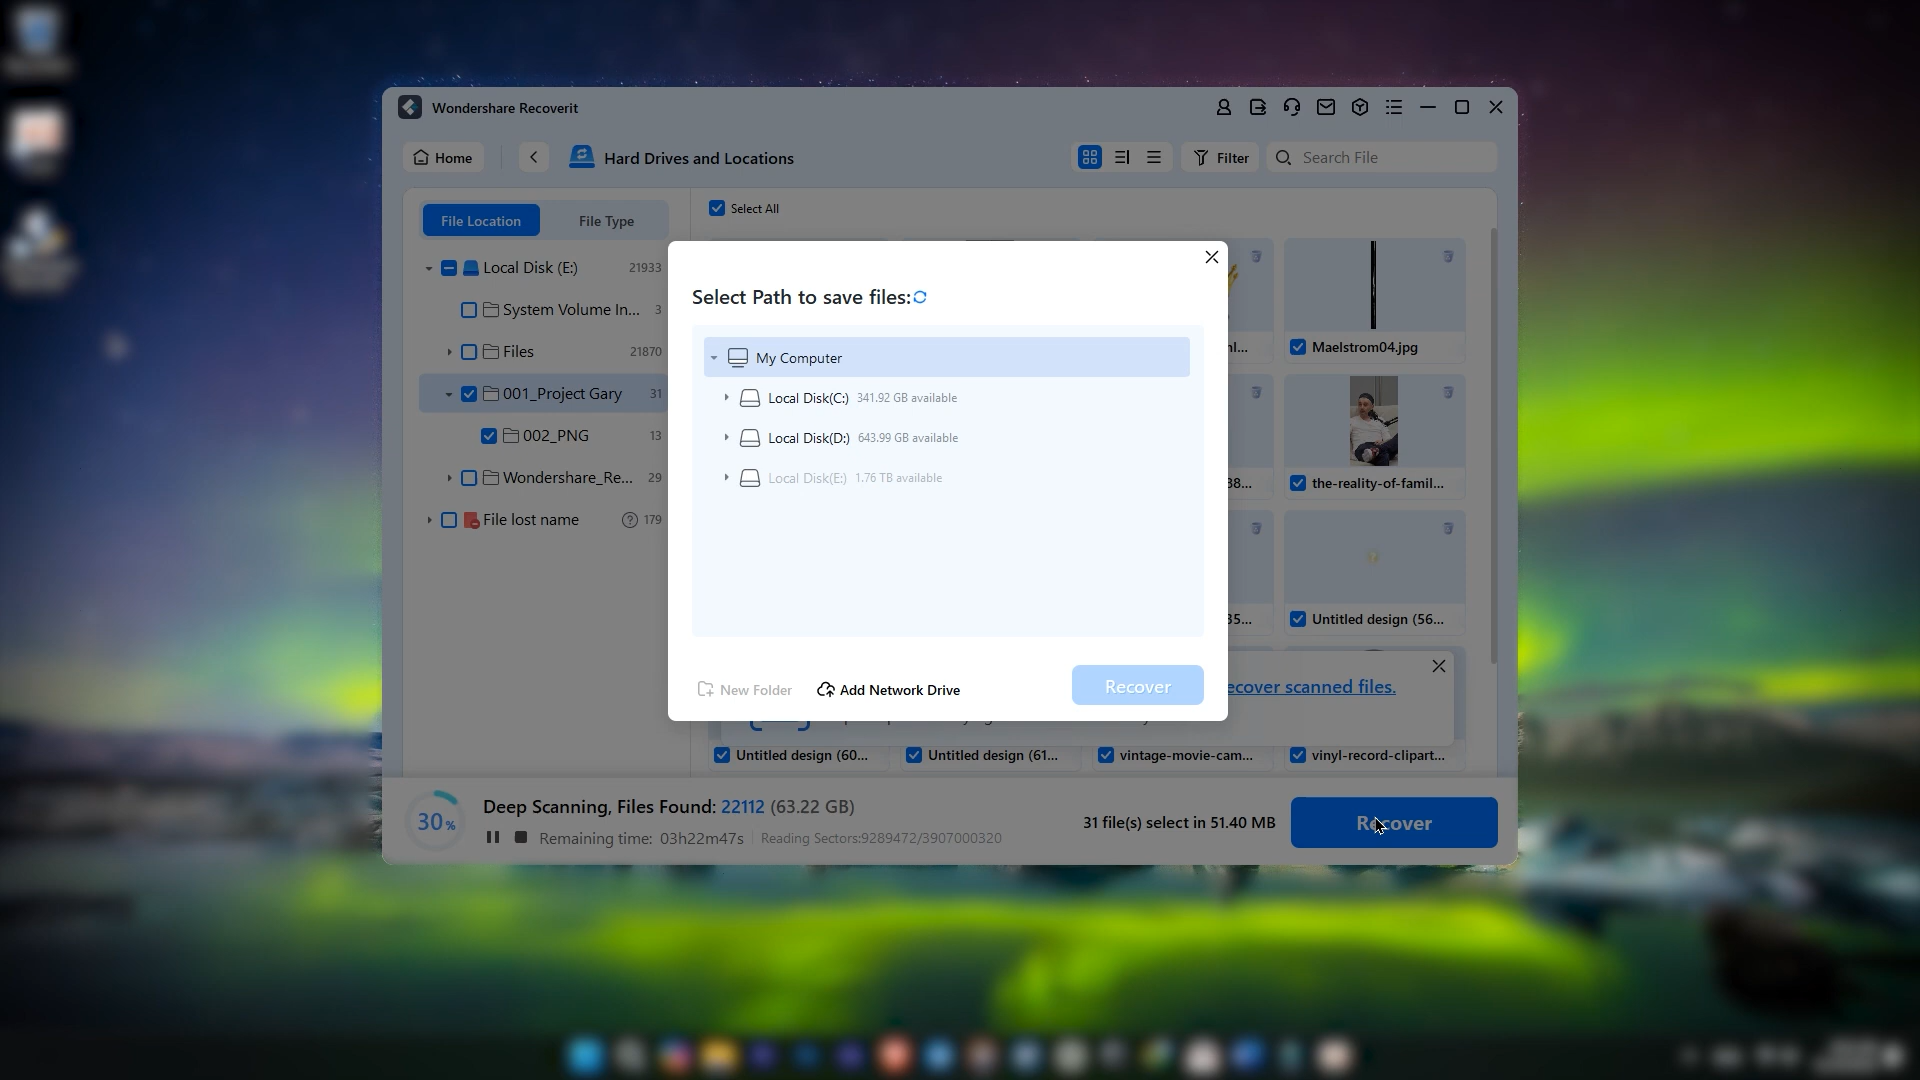 Wondershare Recoverit
Home
Hard Drives and Locations
Filter
Search File
File Location
File Type
Select All
Local Disk (E:) 21933
System Volume In... 3
Files 21870
001_Project Gary 31
002_PNG 13
Wondershare_Re... 29
File lost name 179
Select Path to save files:
My Computer
Local Disk(C:) 341.92 GB available
Local Disk(D:) 643.99 GB available
Local Disk(E:) 1.76 TB available
New Folder
Add Network Drive
Recover
Maelstrom04.jpg
the-reality-of-famil...
35...
Untitled design (56...
ecover scanned files.
Untitled design (60...
Untitled design (61...
vintage-movie-cam...
vinyl-record-clipart...
30%
Deep Scanning, Files Found: 22112 (63.22 GB)
Remaining time: 03h22m47s
Reading Sectors:9289472/3907000320
31 file(s) select in 51.40 MB
Recover